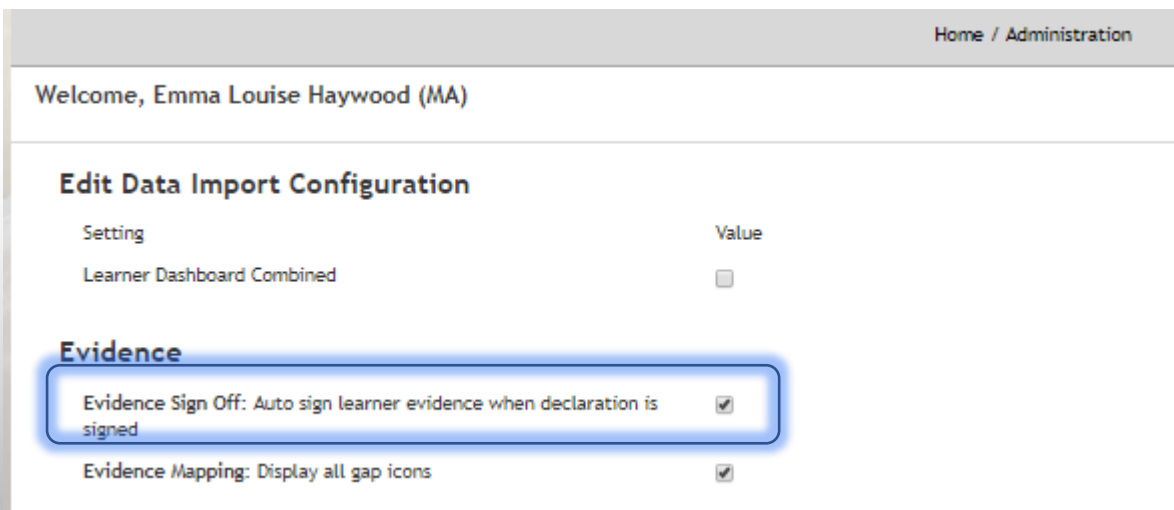 Home / Administration
Welcome, Emma Louise Haywood (MA)
Edit Data Import Configuration
Setting Value
Learner Dashboard Combined
Evidence
Evidence Sign Off: Auto sign learner evidence when declaration is
signed
Evidence Mapping: Display all gap icons